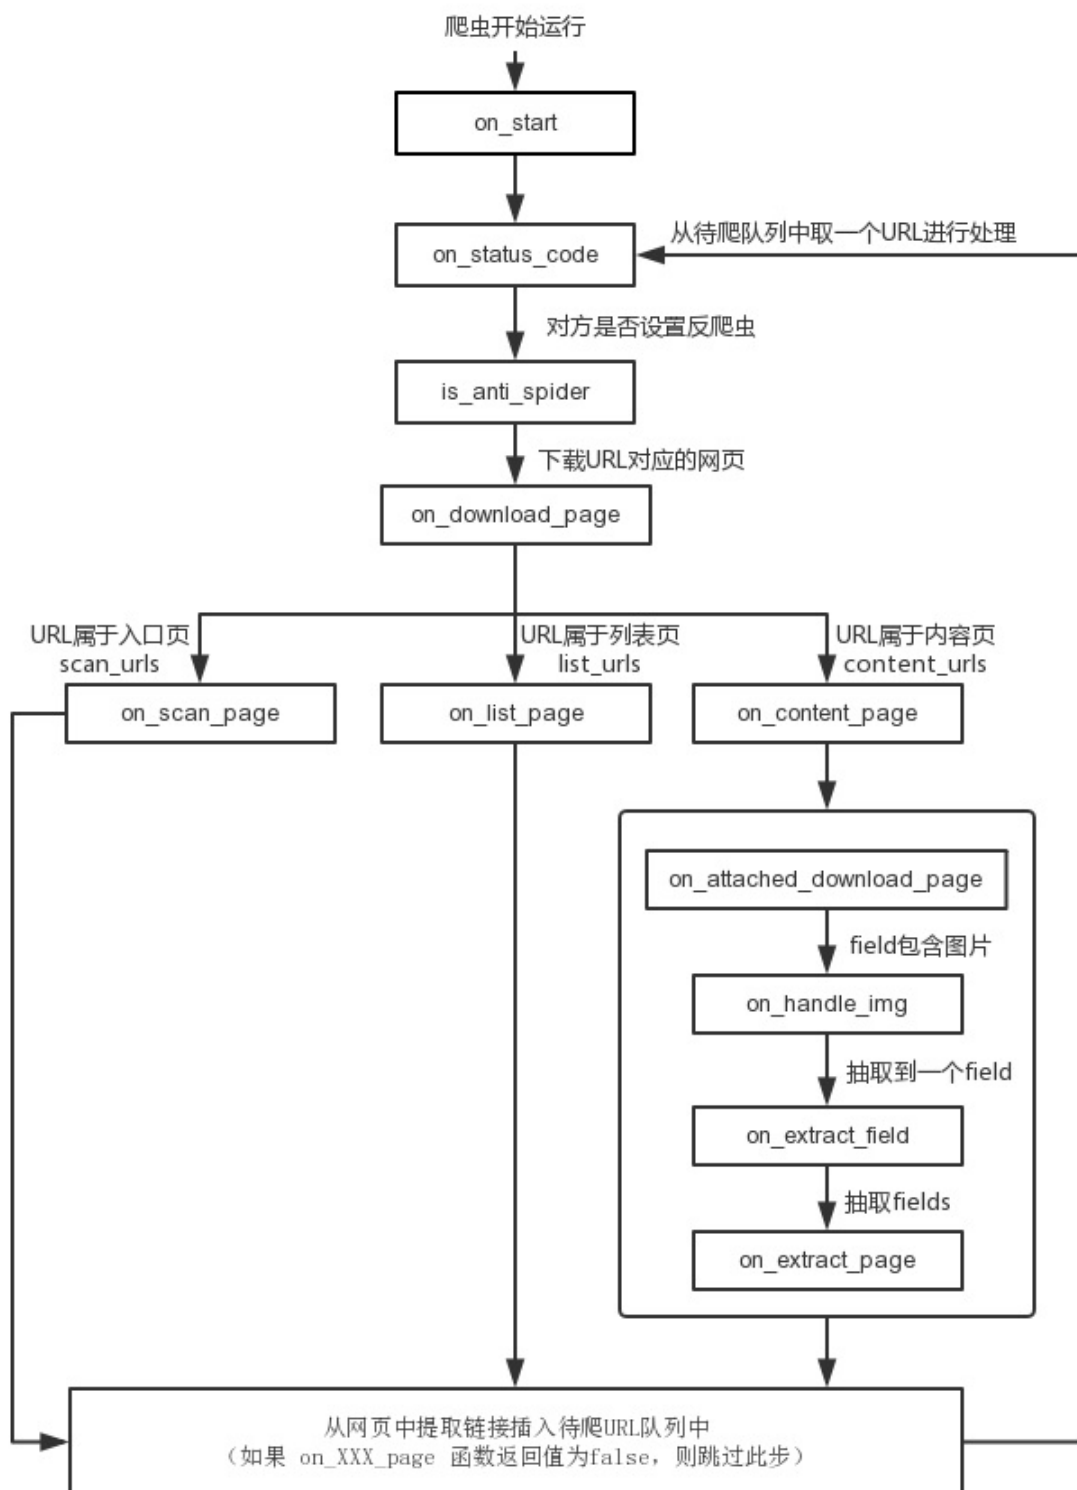 爬虫开始运行
on_start
从待爬队列中取一个URL进行处理
on_status_code
对方是否设置反爬虫
is_anti_spider
下载URL对应的网页
on_download_page
URL属于入口页
scan_urls
on_scan_page
URL属于列表页
list_urls
on_list_page
URL属于内容页
content_urls
on_content_page
on_attached_download_page
field包含图片
on_handle_img
抽取到一个field
on_extract_field
抽取fields
on_extract_page
从网页中提取链接插入待爬URL队列中
（如果 on_XXX_page 函数返回值为false，则跳过此步）